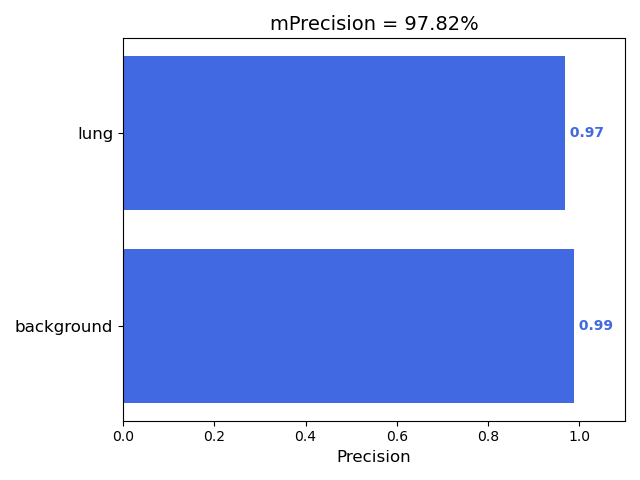 mPrecision = 97.82%
lung
0.97
background
0.99
0.0 0.2 0.4 0.6 0.8 1.0
Precision